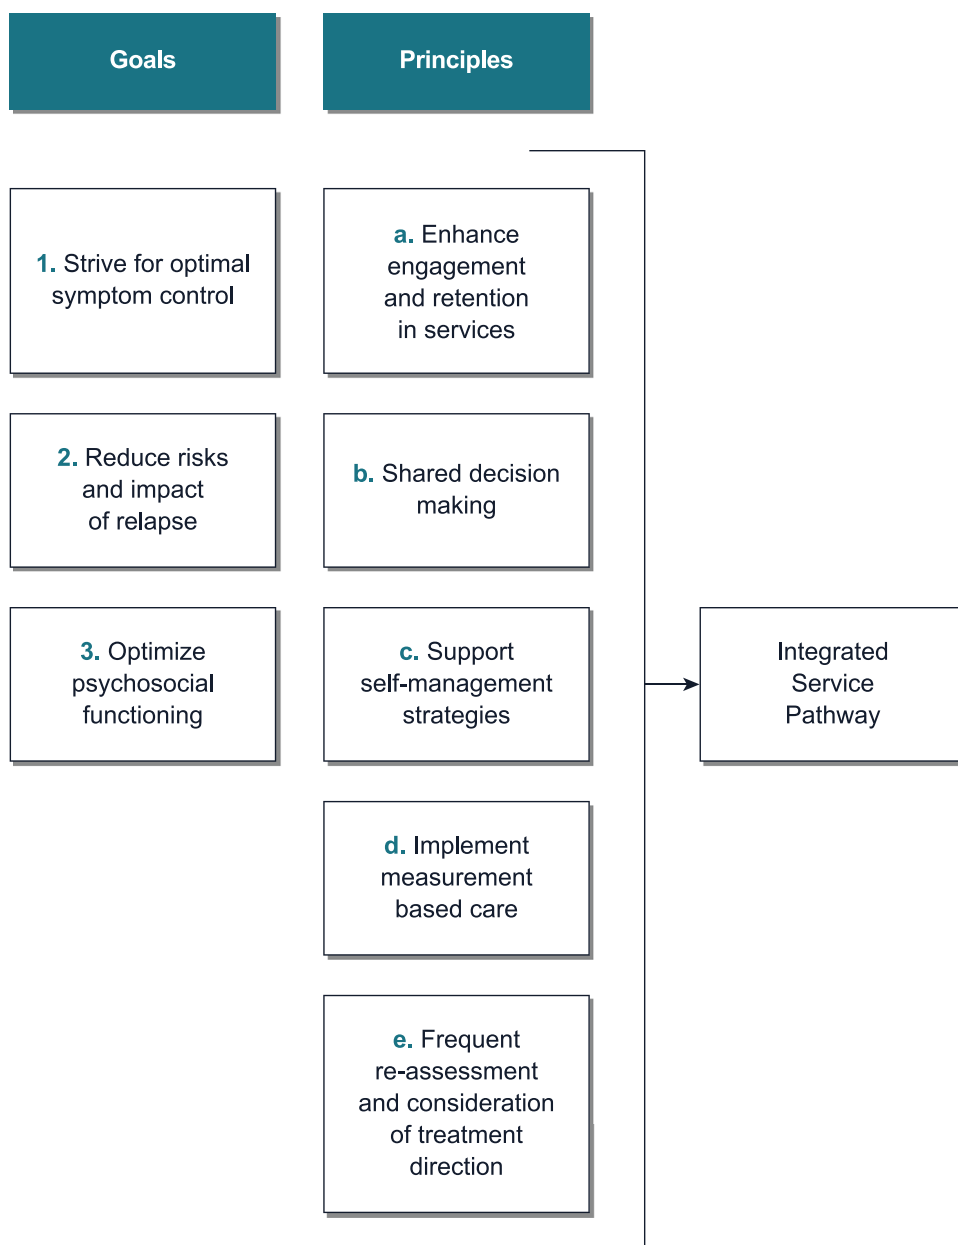 Goals
Principles
1. Strive for optimal
symptom control
a. Enhance
engagement
and retention
in services
2. Reduce risks
and impact
of relapse
b. Shared decision
making
3. Optimize
psychosocial
functioning
c. Support
self-management
strategies
Integrated
Service
Pathway
d. Implement
measurement
based care
e. Frequent
re-assessment
and consideration
of treatment
direction